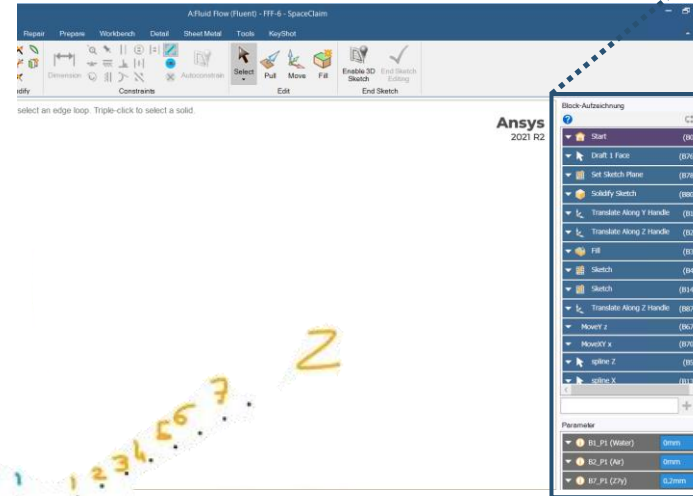 A:Fluid Flow (Fluent) - FFF-6 - SpaceClaim
Repair Prepare Workbench Detail Sheet Metal Tools KeyShot
Dimension
Autoconstrain
Select
Pull
Move
Fill
Enable 3D Sketch
End Sketch Editing
Constraints
Edit
End Sketch
select an edge loop. Triple-click to select a solid.
Ansys
2021 R2
Block-Aufzeichnung
Start
Draft 1 Face
Set Sketch Plane
Solidify Sketch
Translate Along Y Handle
Translate Along Z Handle
Fill
Sketch
Sketch
Translate Along Z Handle
MoveY z
MoveXY x
spline Z
spline X
Parameter
B1_P1 (Water) 0mm
B2_P1 (Air) 0mm
B7_P1 (Z7y) 0,2mm
Z
1 2 3 4 5 6 7
1